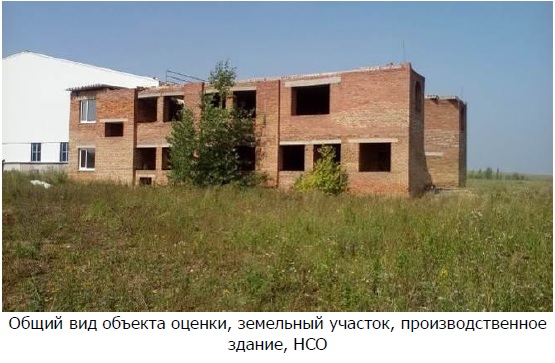 Общий вид объекта оценки, земельный участок, производственное
здание, НСО